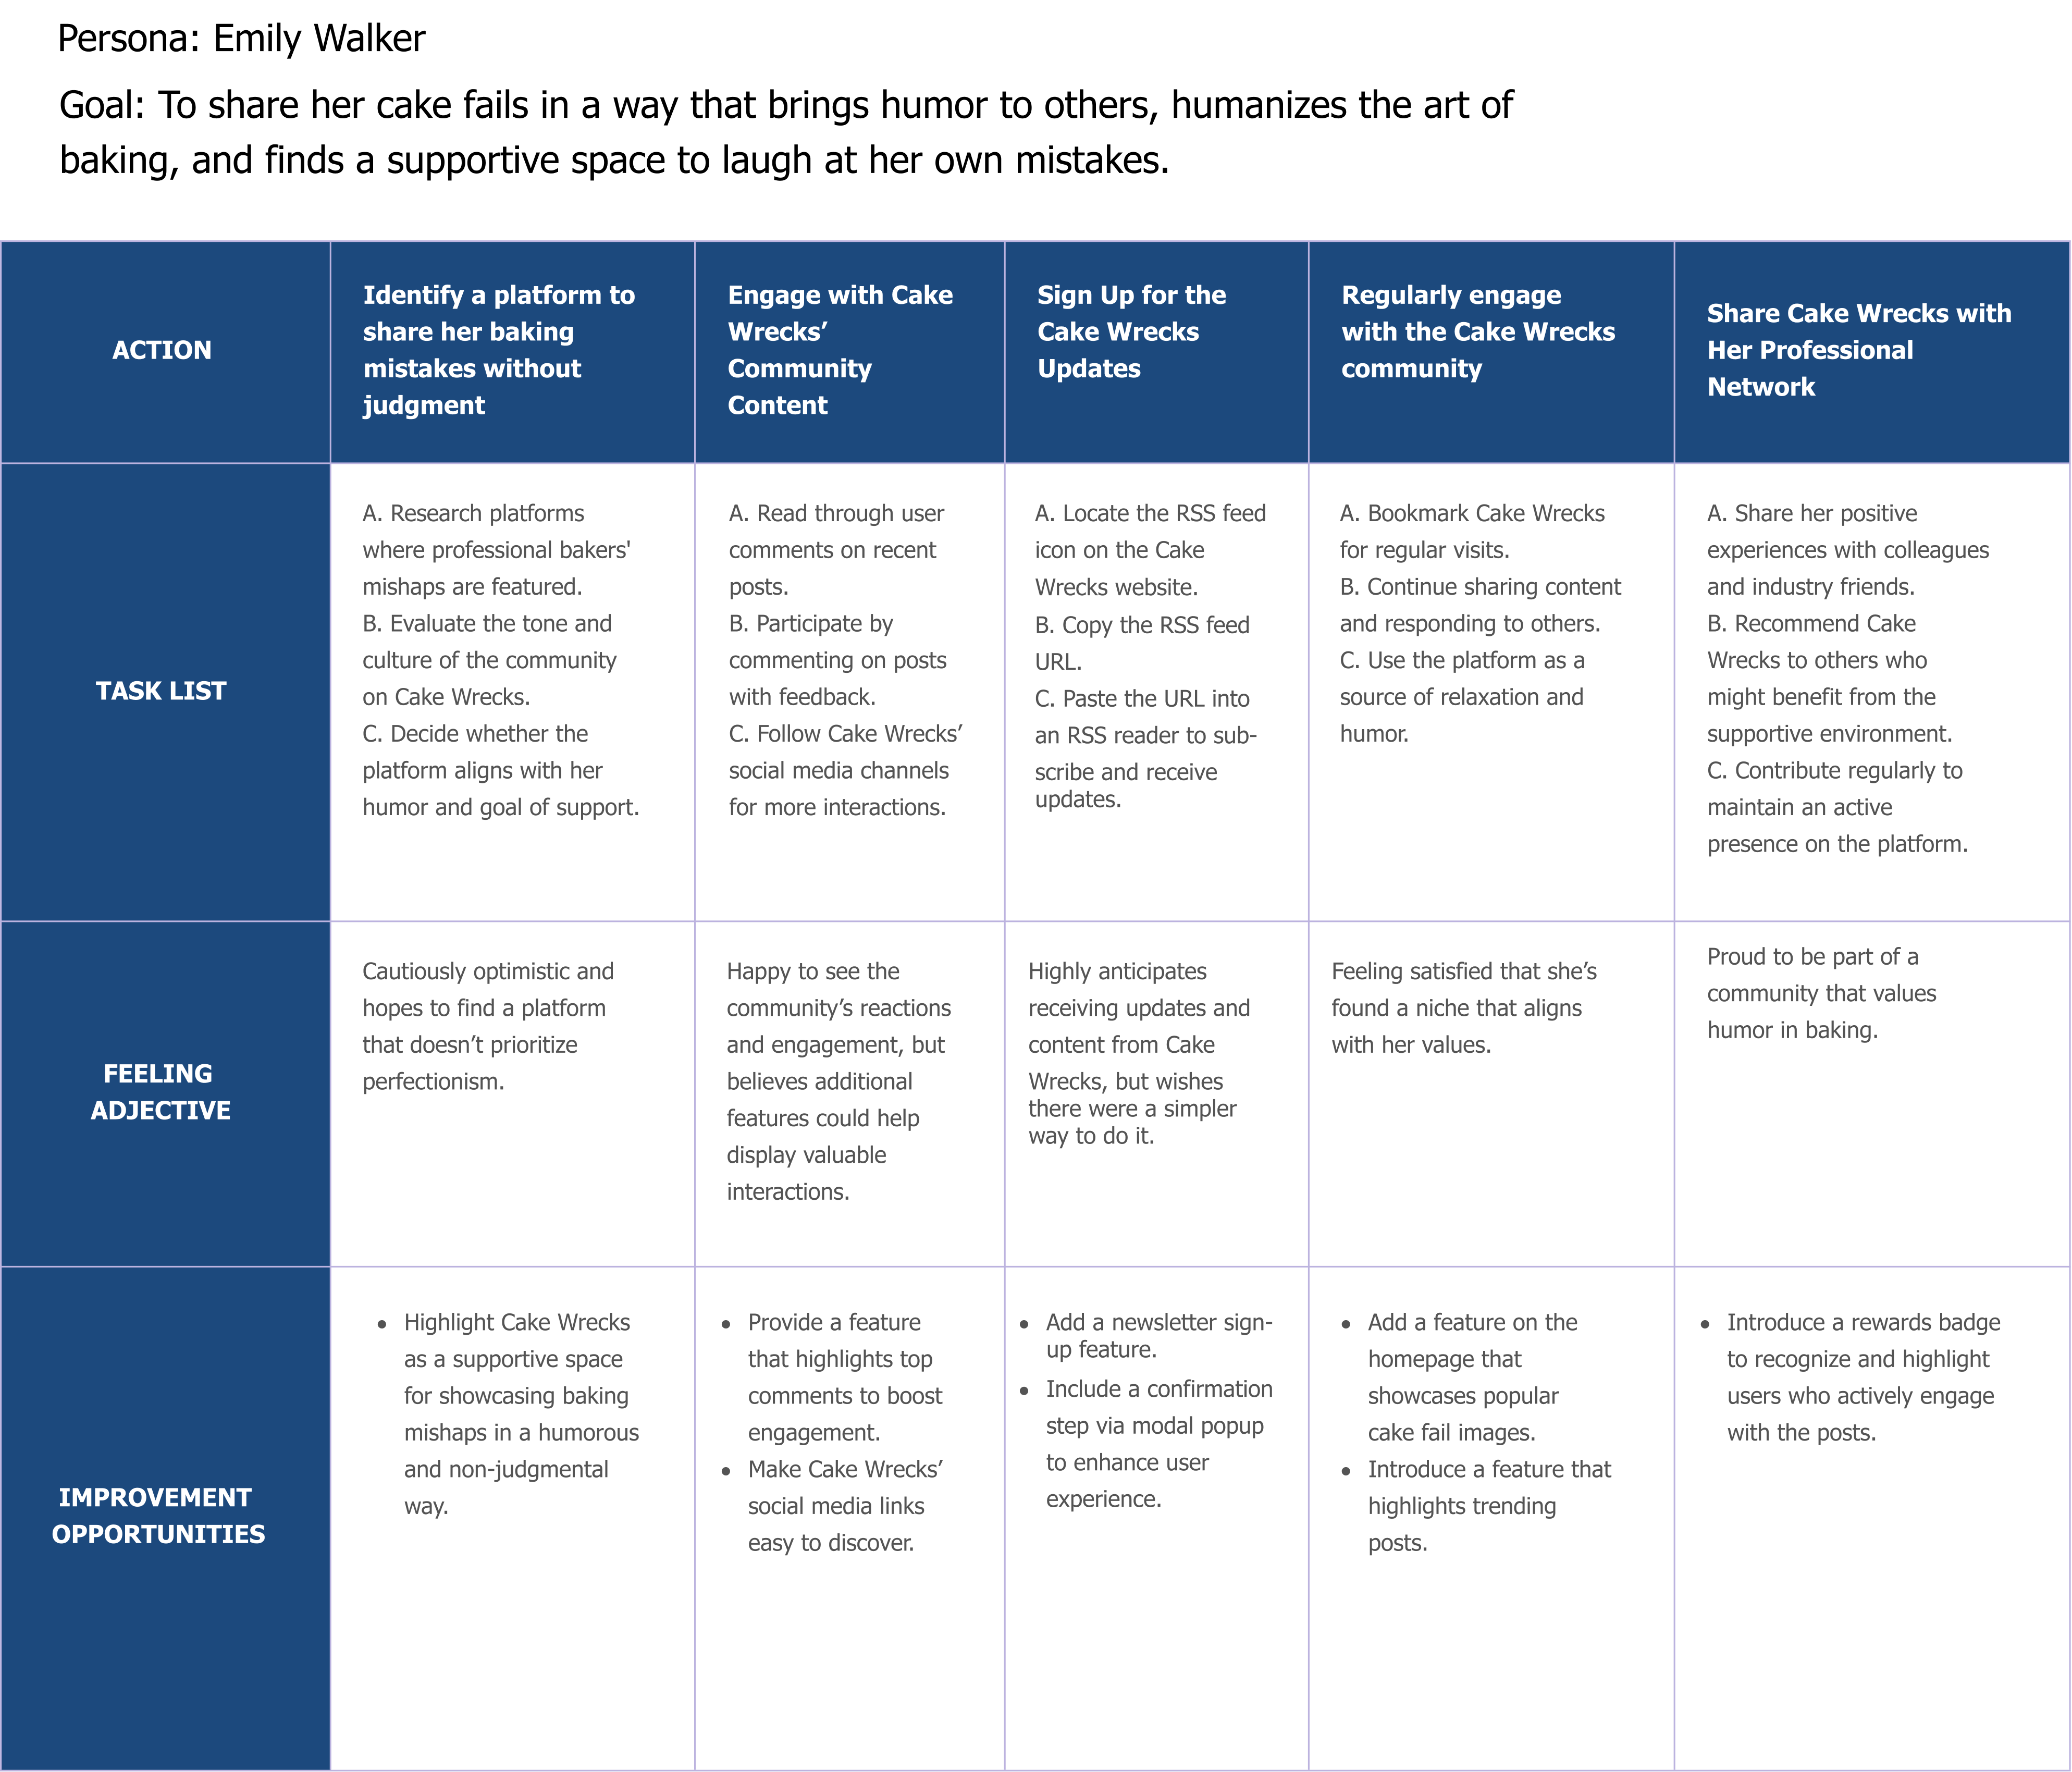 Persona: Emily Walker
Goal: To share her cake fails in a way that brings humor to others, humanizes the art of
baking, and finds a supportive space to laugh at her own mistakes.
ACTION
Identify a platform to
share her baking
mistakes without
judgment
Engage with Cake
Wrecks’
Community
Content
Sign Up for the
Cake Wrecks
Updates
Regularly engage
with the Cake Wrecks
community
Share Cake Wrecks with
Her Professional
Network
TASK LIST
A. Research platforms
where professional bakers'
mishaps are featured.
B. Evaluate the tone and
culture of the community
on Cake Wrecks.
C. Decide whether the
platform aligns with her
humor and goal of support.
A. Read through user
comments on recent
posts.
B. Participate by
commenting on posts
with feedback.
C. Follow Cake Wrecks’
social media channels
for more interactions.
A. Locate the RSS feed
icon on the Cake
Wrecks website.
B. Copy the RSS feed
URL.
C. Paste the URL into
an RSS reader to sub-
scribe and receive
updates.
A. Bookmark Cake Wrecks
for regular visits.
B. Continue sharing content
and responding to others.
C. Use the platform as a
source of relaxation and
humor.
A. Share her positive
experiences with colleagues
and industry friends.
B. Recommend Cake
Wrecks to others who
might benefit from the
supportive environment.
C. Contribute regularly to
maintain an active
presence on the platform.
FEELING
ADJECTIVE
Cautiously optimistic and
hopes to find a platform
that doesn’t prioritize
perfectionism.
Happy to see the
community’s reactions
and engagement, but
believes additional
features could help
display valuable
interactions.
Highly anticipates
receiving updates and
content from Cake
Wrecks, but wishes
there were a simpler
way to do it.
Feeling satisfied that she’s
found a niche that aligns
with her values.
Proud to be part of a
community that values
humor in baking.
IMPROVEMENT
OPPORTUNITIES
• Highlight Cake Wrecks
as a supportive space
for showcasing baking
mishaps in a humorous
and non-judgmental
way.
• Provide a feature
that highlights top
comments to boost
engagement.
• Make Cake Wrecks’
social media links
easy to discover.
• Add a newsletter sign-
up feature.
• Include a confirmation
step via modal popup
to enhance user
experience.
• Add a feature on the
homepage that
showcases popular
cake fail images.
• Introduce a feature that
highlights trending
posts.
• Introduce a rewards badge
to recognize and highlight
users who actively engage
with the posts.